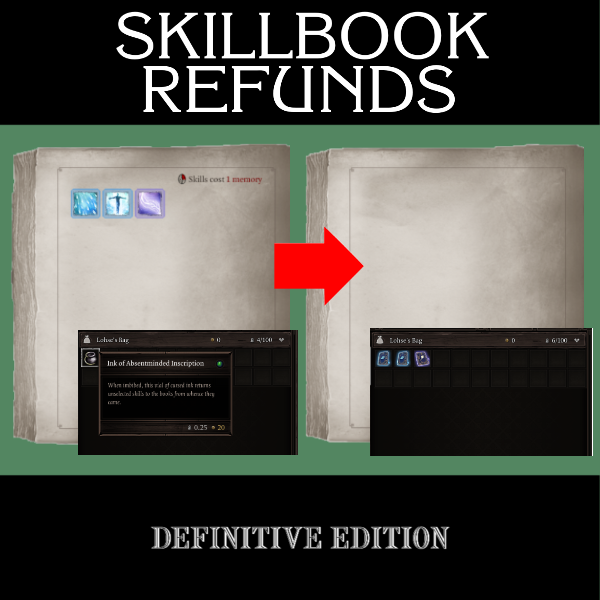 SKILLBOOK
REFUNDS
Skills cost 1 memory
Lohse's Bag 0 4/100
Ink of Absentminded Inscription
When imbibed, this vial of cursed ink returns
unselected skills to the books from whence they
came.
0.25 20
Lohse's Bag 0 6/100
DEFINITIVE EDITION